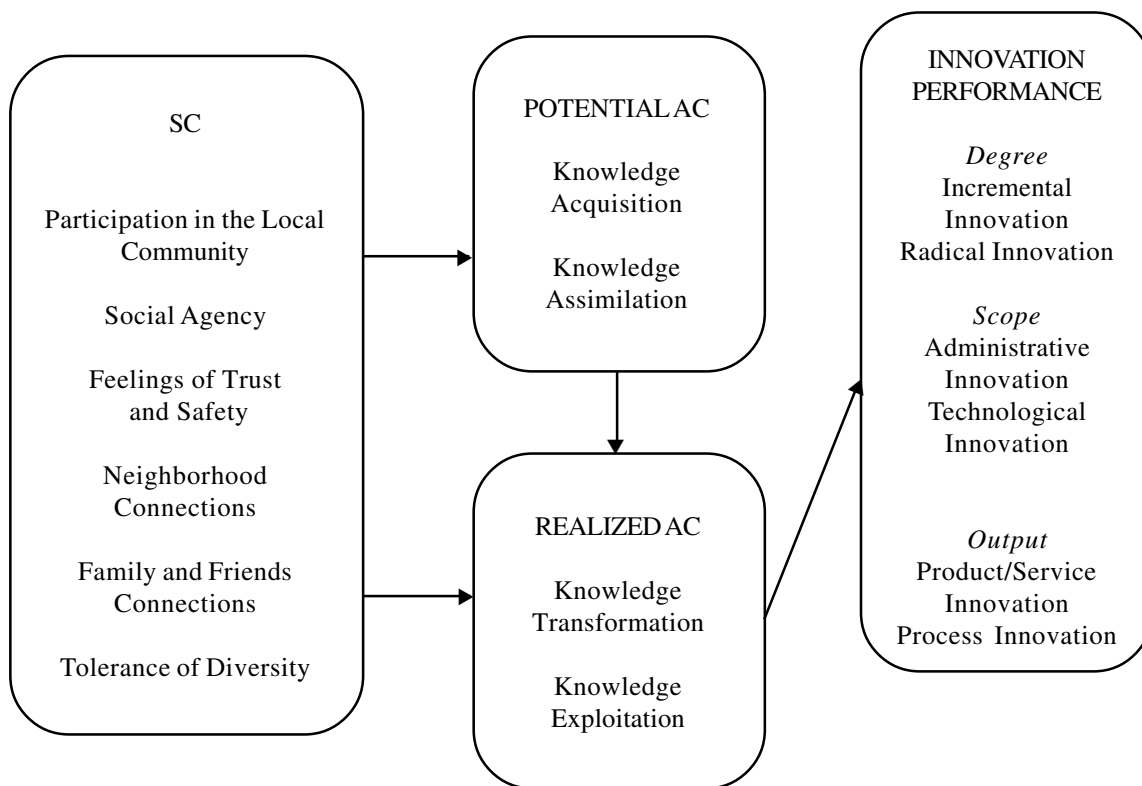 SC
Participation in the Local
Community
Social Agency
Feelings of Trust
and Safety
Neighborhood
Connections
Family and Friends
Connections
Tolerance of Diversity
POTENTIAL AC
Knowledge
Acquisition
Knowledge
Assimilation
REALIZED AC
Knowledge
Transformation
Knowledge
Exploitation
INNOVATION
PERFORMANCE
Degree
Incremental
Innovation
Radical Innovation
Scope
Administrative
Innovation
Technological
Innovation
Output
Product/Service
Innovation
Process Innovation